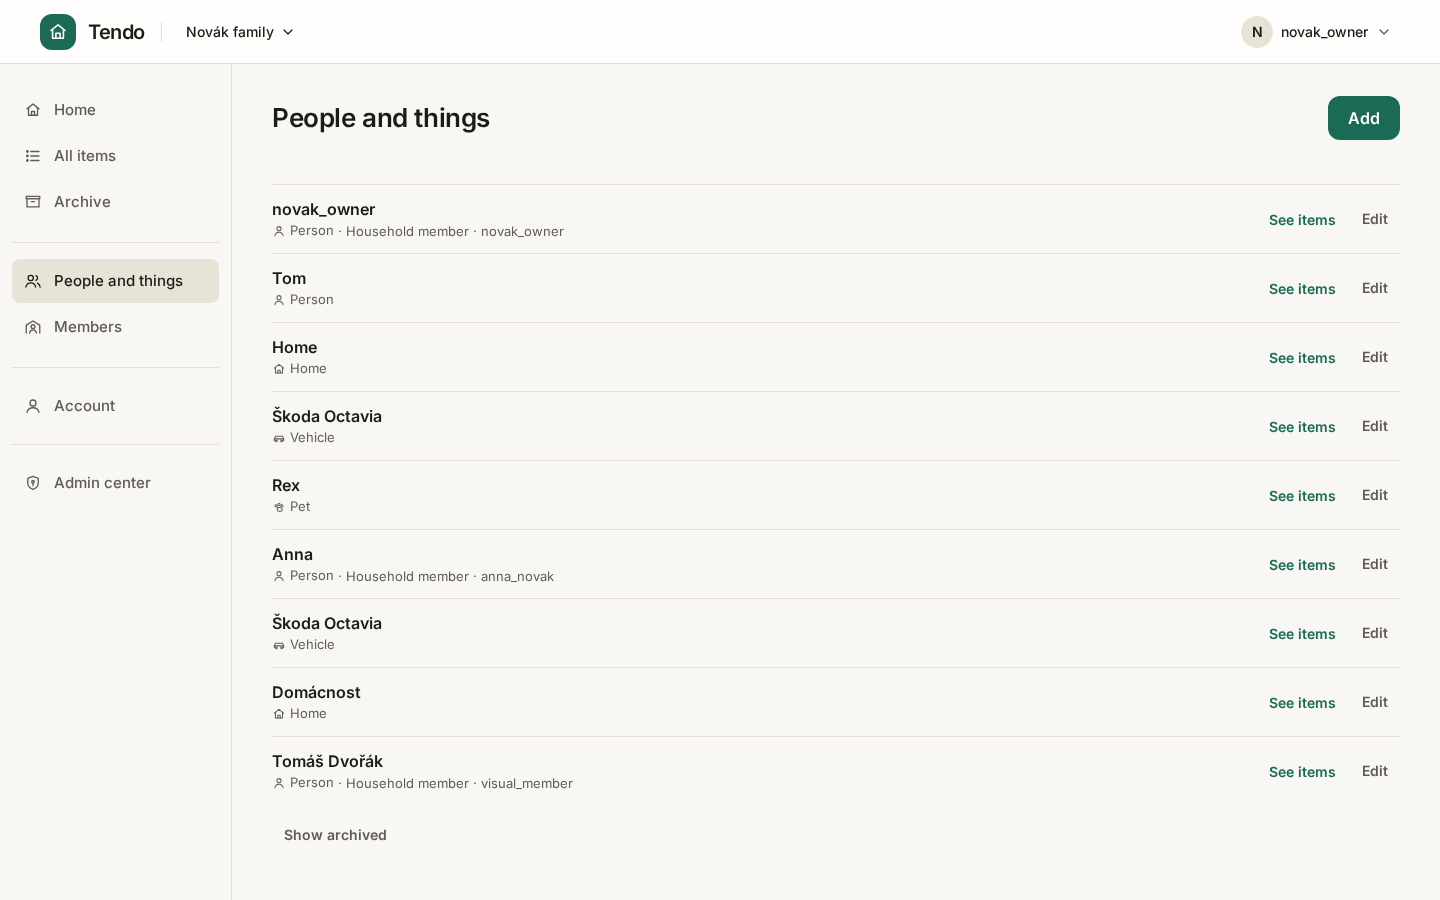 Tendo
Novák family
N
novak_owner
Home
All items
Archive
People and things
Members
Account
Admin center
People and things
Add
novak_owner
Person · Household member · novak_owner
See items
Edit
Tom
Person
See items
Edit
Home
Home
See items
Edit
Škoda Octavia
Vehicle
See items
Edit
Rex
Pet
See items
Edit
Anna
Person · Household member · anna_novak
See items
Edit
Škoda Octavia
Vehicle
See items
Edit
Domácnost
Home
See items
Edit
Tomáš Dvořák
Person · Household member · visual_member
See items
Edit
Show archived